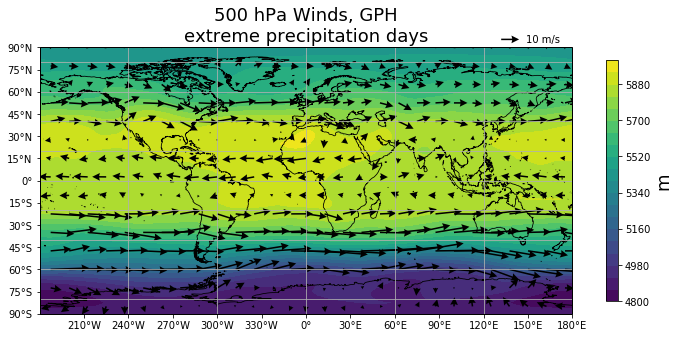 500 hPa Winds, GPH
extreme precipitation days
10 m/s
90°N
75°N
60°N
45°N
30°N
15°N
0°
15°S
30°S
45°S
60°S
75°S
90°S
210°W 240°W 270°W 300°W 330°W 0° 30°E 60°E 90°E 120°E 150°E 180°E
5880
5700
5520
5340
5160
4980
4800
m